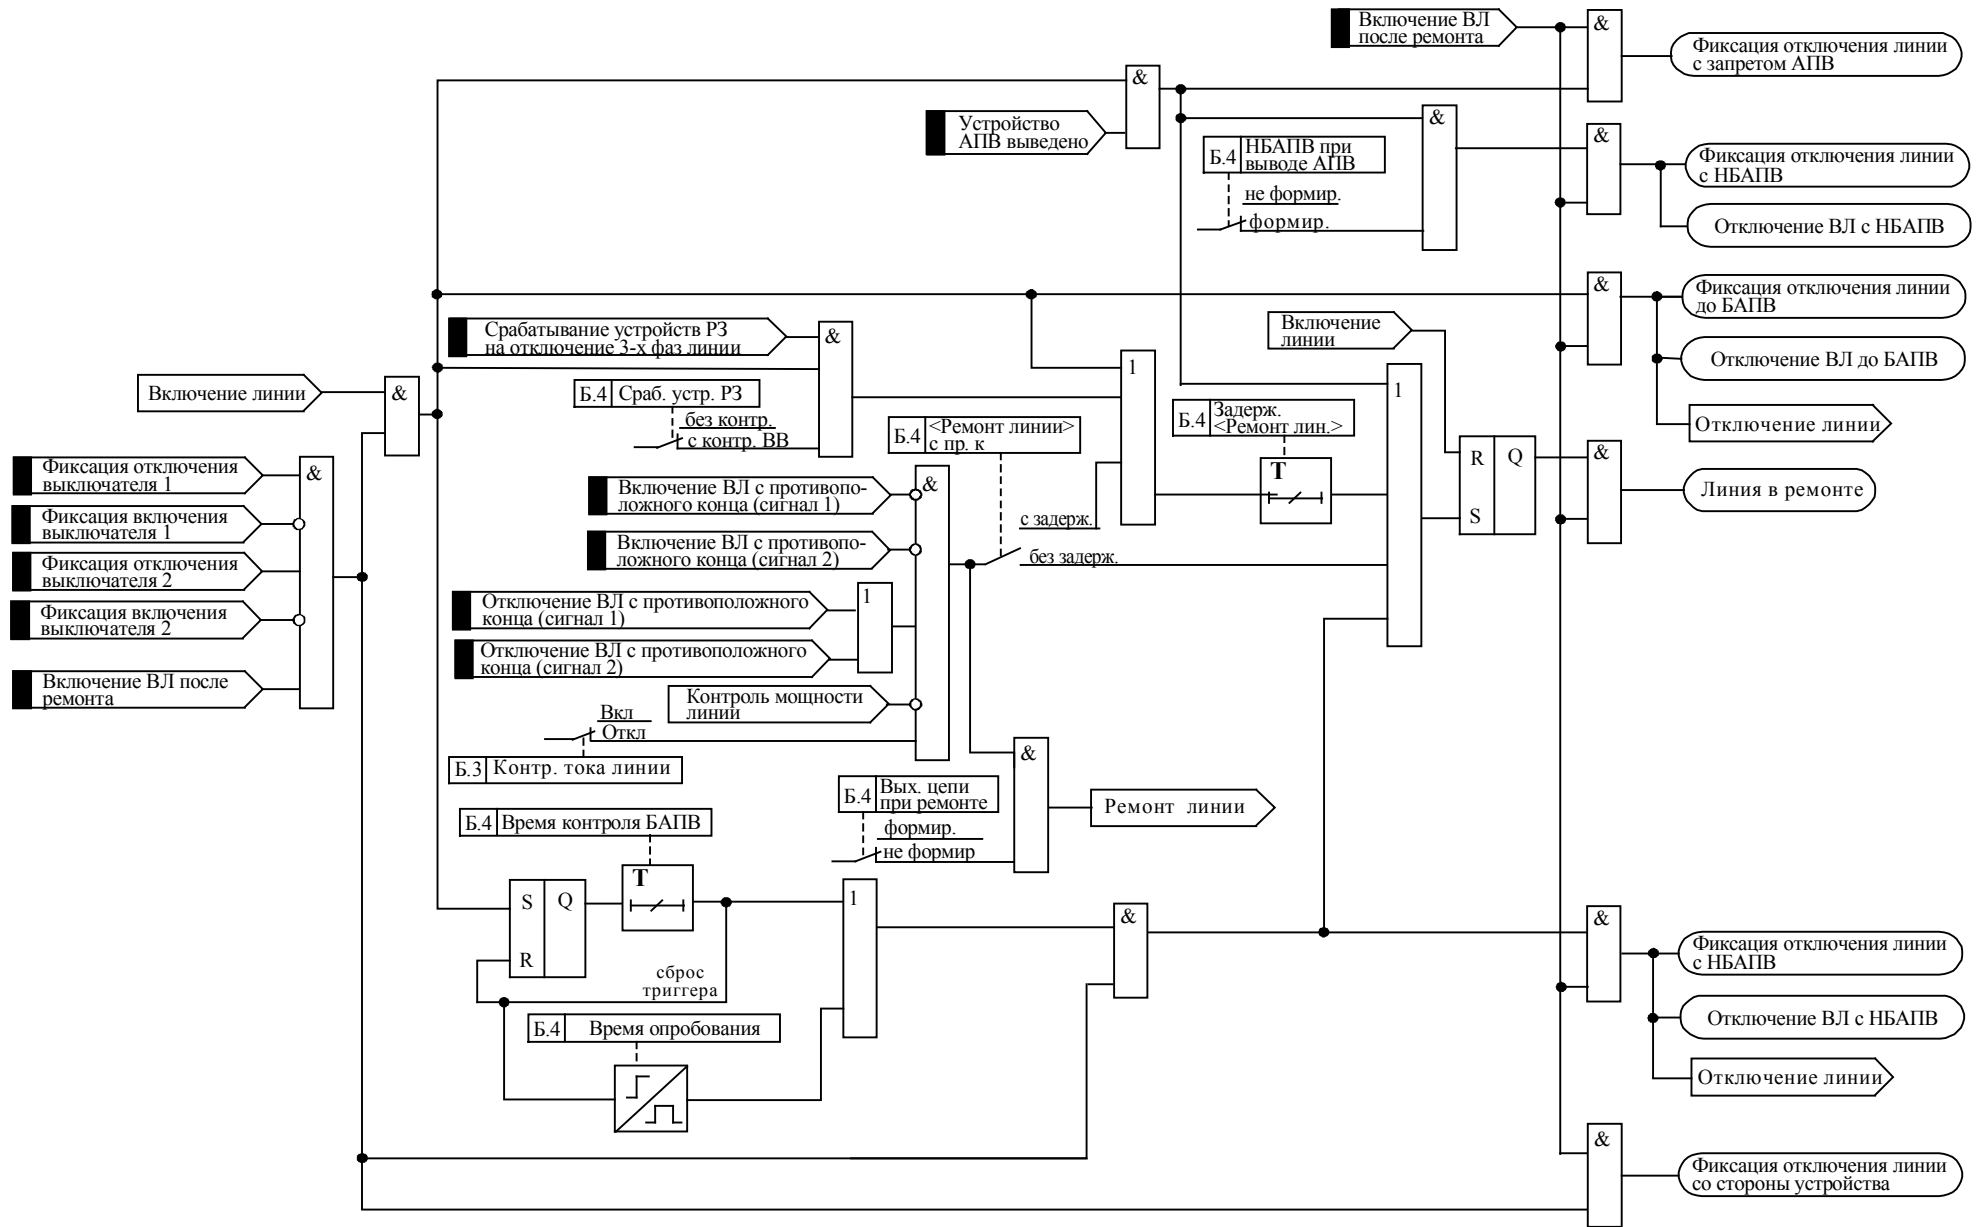 Включение ВЛ
после ремонта
&
Фиксация отключения линии
с запретом АПВ
&
Устройство
АПВ выведено
Б.4
НБАПВ при
выводе АПВ
не формир.
формир.
&
&
Фиксация отключения линии
с НБАПВ
Отключение ВЛ с НБАПВ
&
Фиксация отключения линии
до БАПВ
Отключение ВЛ до БАПВ
Отключение линии
Срабатывание устройств РЗ
на отключение 3-х фаз линии
&
Включение
линии
Включение линии
&
Б.4
Сраб. устр. РЗ
без контр.
с контр. ВВ
1
Б.4
Задерж.
<Ремонт лин.>
1
Б.4
<Ремонт линии>
с пр. к
T
R
Q
S
&
Линия в ремонте
Фиксация отключения
выключателя 1
&
Фиксация включения
выключателя 1
Фиксация отключения
выключателя 2
Фиксация включения
выключателя 2
Включение ВЛ после
ремонта
Включение ВЛ с противопо-
ложного конца (сигнал 1)
&
Включение ВЛ с противопо-
ложного конца (сигнал 2)
с задерж.
без задерж.
Отключение ВЛ с противоположного
конца (сигнал 1)
1
Отключение ВЛ с противоположного
конца (сигнал 2)
Контроль мощности
линии
Вкл
Откл
Б.3
Контр. тока линии
&
Б.4
Вых. цепи
при ремонте
формир.
не формир
Ремонт линии
Б.4
Время контроля БАПВ
T
S
Q
R
сброс
триггера
1
&
&
Фиксация отключения линии
с НБАПВ
Отключение ВЛ с НБАПВ
Отключение линии
Б.4
Время опробования
&
Фиксация отключения линии
со стороны устройства